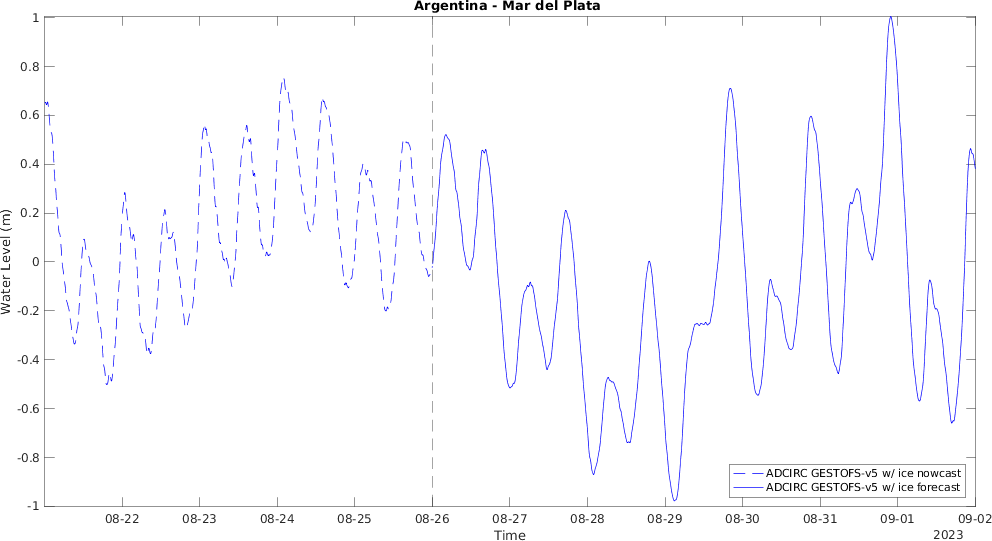 Argentina - Mar del Plata
Water Level (m)
1
0.8
0.6
0.4
0.2
0
-0.2
-0.4
-0.6
-0.8
-1
ADCIRC GESTOFS-v5 w/ ice nowcast
ADCIRC GESTOFS-v5 w/ ice forecast
08-22 08-23 08-24 08-25 08-26 08-27 08-28 08-29 08-30 08-31 09-01 09-02
Time
2023